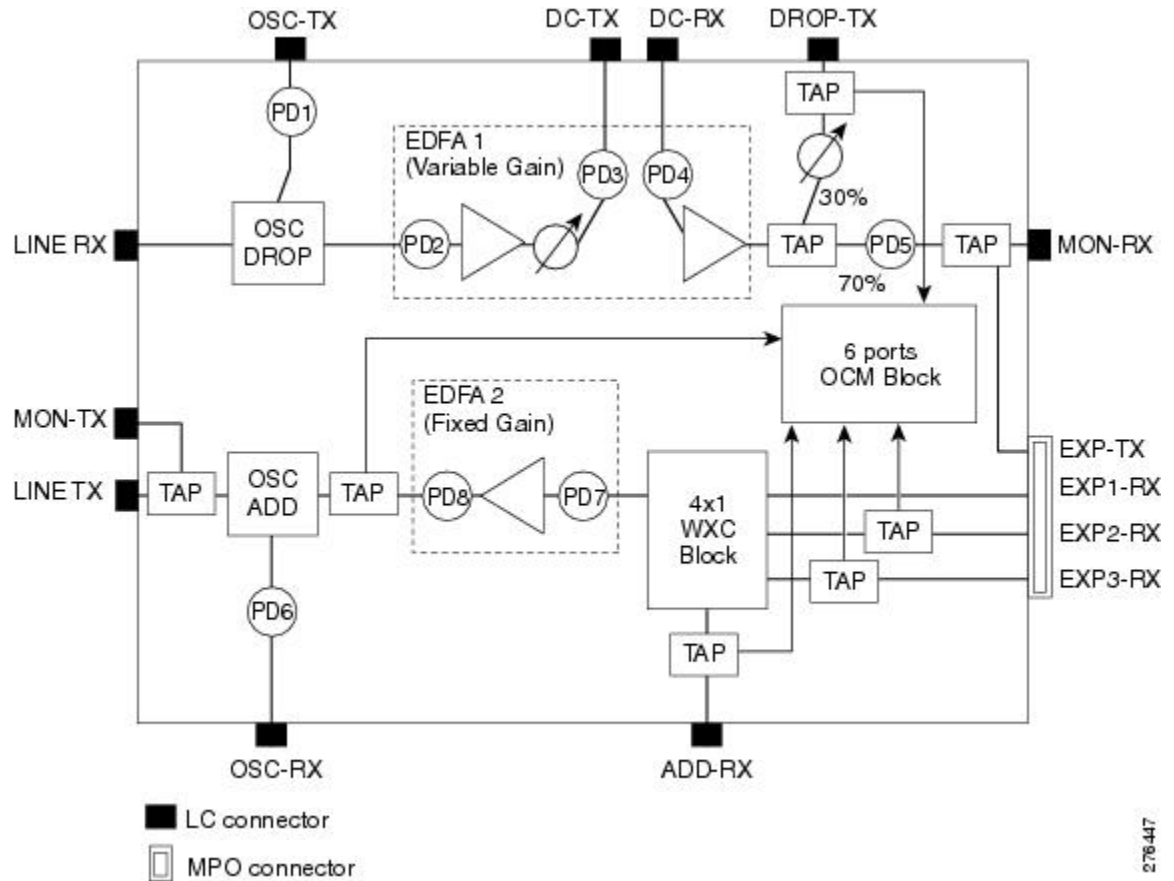 OSC-TX
DC-TX
DC-RX
DROP-TX
TAP
PD1
EDFA 1
(Variable Gain)
PD3
PD4
30%
LINE RX
OSC
DROP
PD2
TAP
PD5
TAP
MON-RX
70%
6 ports
OCM Block
EDFA 2
(Fixed Gain)
MON-TX
LINE TX
TAP
OSC
ADD
TAP
PD8
PD7
4x1
WXC
Block
EXP-TX
EXP1-RX
EXP2-RX
EXP3-RX
TAP
TAP
PD6
TAP
OSC-RX
ADD-RX
LC connector
MPO connector
276447